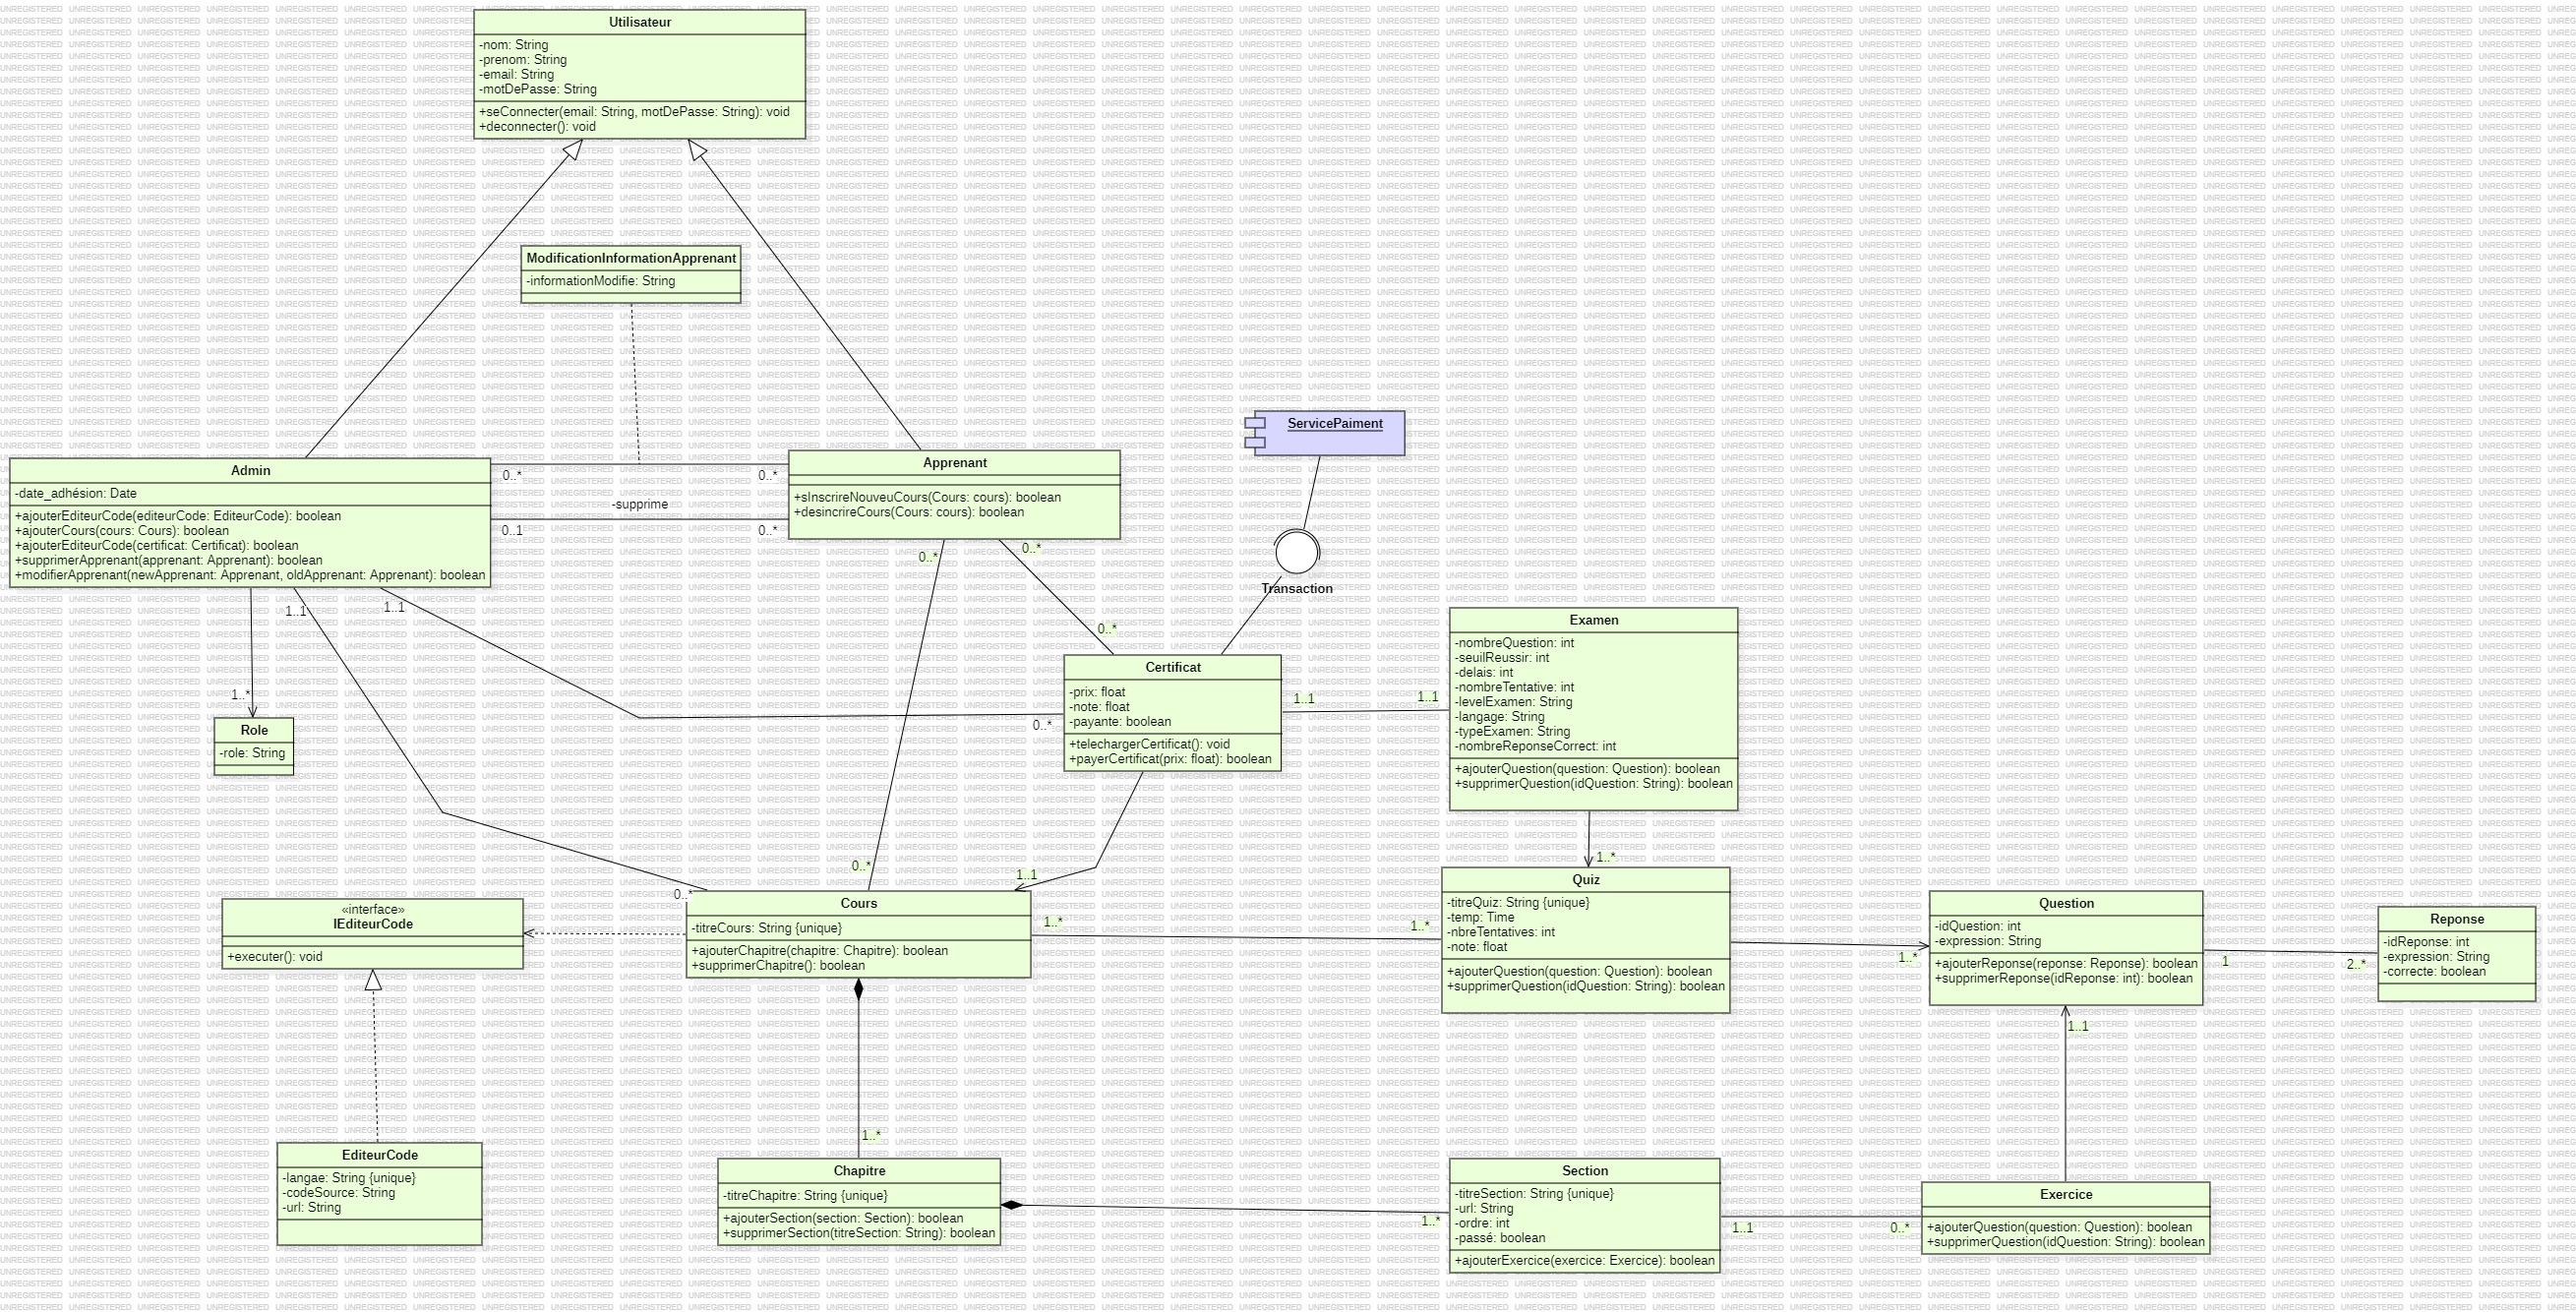 Utilisateur
-nom: String
-prenom: String
-email: String
-motDePasse: String
+seConnecter(email: String, motDePasse: String): void
+deconnecter(): void
ModificationInformationApprenant
-informationModifie: String
ServicePaiment
Transaction
Admin
-date_adhésion: Date
+ajouterEditeurCode(editeurCode: EditeurCode): boolean
+ajouterCours(cours: Cours): boolean
+ajouterEditeurCode(certificat: Certificat): boolean
+supprimerApprenant(apprenant: Apprenant): boolean
+modifierApprenant(newApprenant: Apprenant, oldApprenant: Apprenant): boolean
0..*
0..*
-supprime
0..1
0..*
Apprenant
+sInscrireNouveuCours(Cours: cours): boolean
+desincrireCours(Cours: cours): boolean
0..*
0..*
1..1
1..1
0..*
1..*
Role
-role: String
Certificat
-prix: float
-note: float
-payante: boolean
+telechargerCertificat(): void
+payerCertificat(prix: float): boolean
0..*
1..1
1..1
Examen
-nombreQuestion: int
-seuilReussir: int
-delais: int
-nombreTentative: int
-levelExamen: String
-langage: String
-typeExamen: String
-nombreReponseCorrect: int
+ajouterQuestion(question: Question): boolean
+supprimerQuestion(idQuestion: String): boolean
1..*
0..*
1..1
0..*
«interface»
IEditeurCode
+executer(): void
Cours
-titreCours: String {unique}
+ajouterChapitre(chapitre: Chapitre): boolean
+supprimerChapitre(): boolean
1..*
1..*
Quiz
-titreQuiz: String {unique}
-temp: Time
-nbreTentatives: int
-note: float
+ajouterQuestion(question: Question): boolean
+supprimerQuestion(idQuestion: String): boolean
1..*
Question
-idQuestion: int
-expression: String
+ajouterReponse(reponse: Reponse): boolean
+supprimerReponse(idReponse: int): boolean
1
2..*
Reponse
-idReponse: int
-expression: String
-correcte: boolean
1..1
1..*
EditeurCode
-langae: String {unique}
-codeSource: String
-url: String
Chapitre
-titreChapitre: String {unique}
+ajouterSection(section: Section): boolean
+supprimerSection(titreSection: String): boolean
1..*
Section
-titreSection: String {unique}
-url: String
-ordre: int
-passé: boolean
+ajouterExercice(exercice: Exercice): boolean
1..1
0..*
Exercice
+ajouterQuestion(question: Question): boolean
+supprimerQuestion(idQuestion: String): boolean
UNREGISTERED